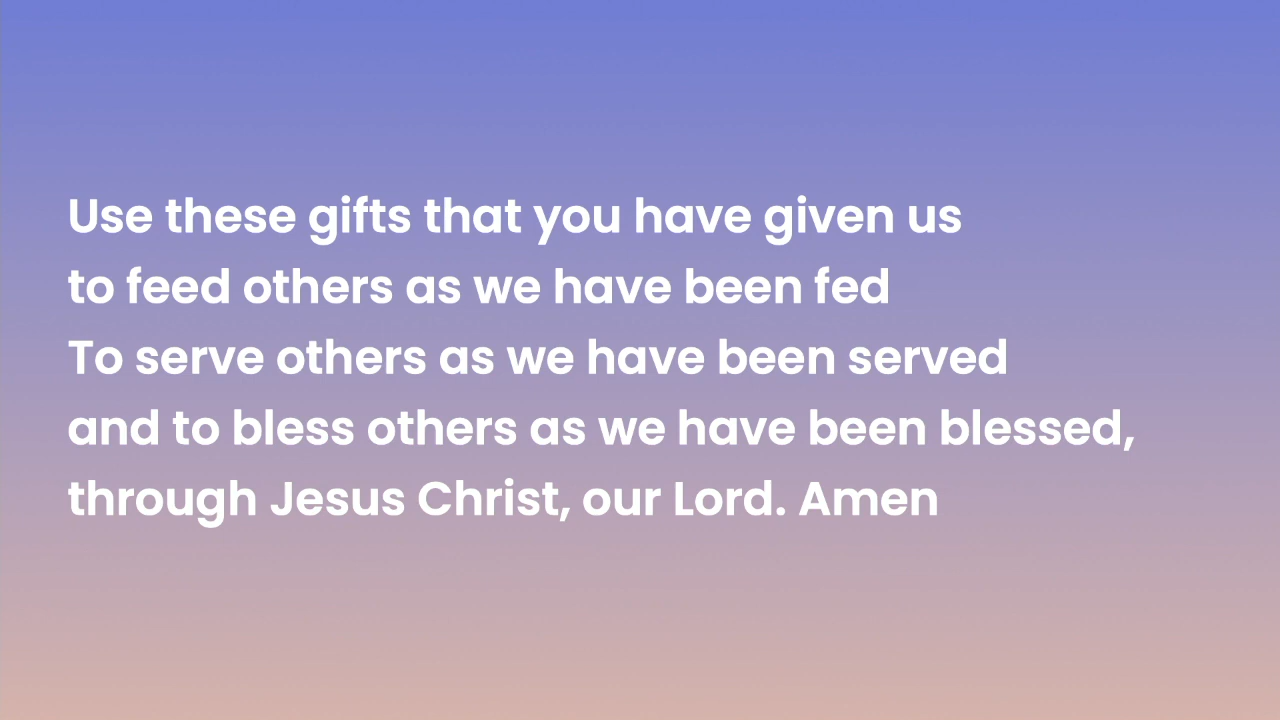 Use these gifts that you have given us
to feed others as we have been fed
To serve others as we have been served
and to bless others as we have been blessed,
through Jesus Christ, our Lord. Amen